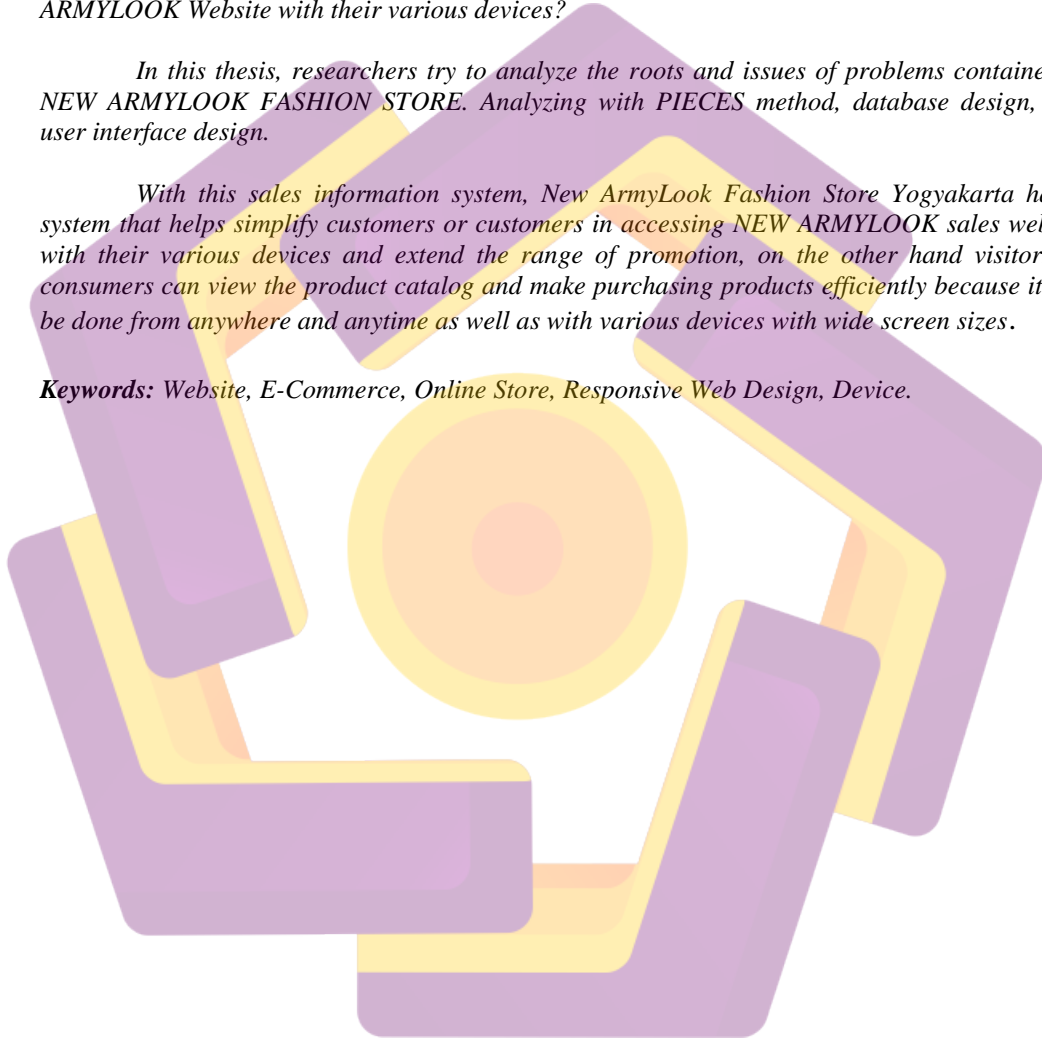 ARMYLOOK Website with their various devices?
In this thesis, researchers try to analyze the roots and issues of problems containe
NEW ARMYLOOK FASHION STORE. Analyzing with PIECES method, database design,
user interface design.
With this sales information system, New ArmyLook Fashion Store Yogyakarta ha
system that helps simplify customers or customers in accessing NEW ARMYLOOK sales web
with their various devices and extend the range of promotion, on the other hand visitor
consumers can view the product catalog and make purchasing products efficiently because it
be done from anywhere and anytime as well as with various devices with wide screen sizes.
Keywords: Website, E-Commerce, Online Store, Responsive Web Design, Device.